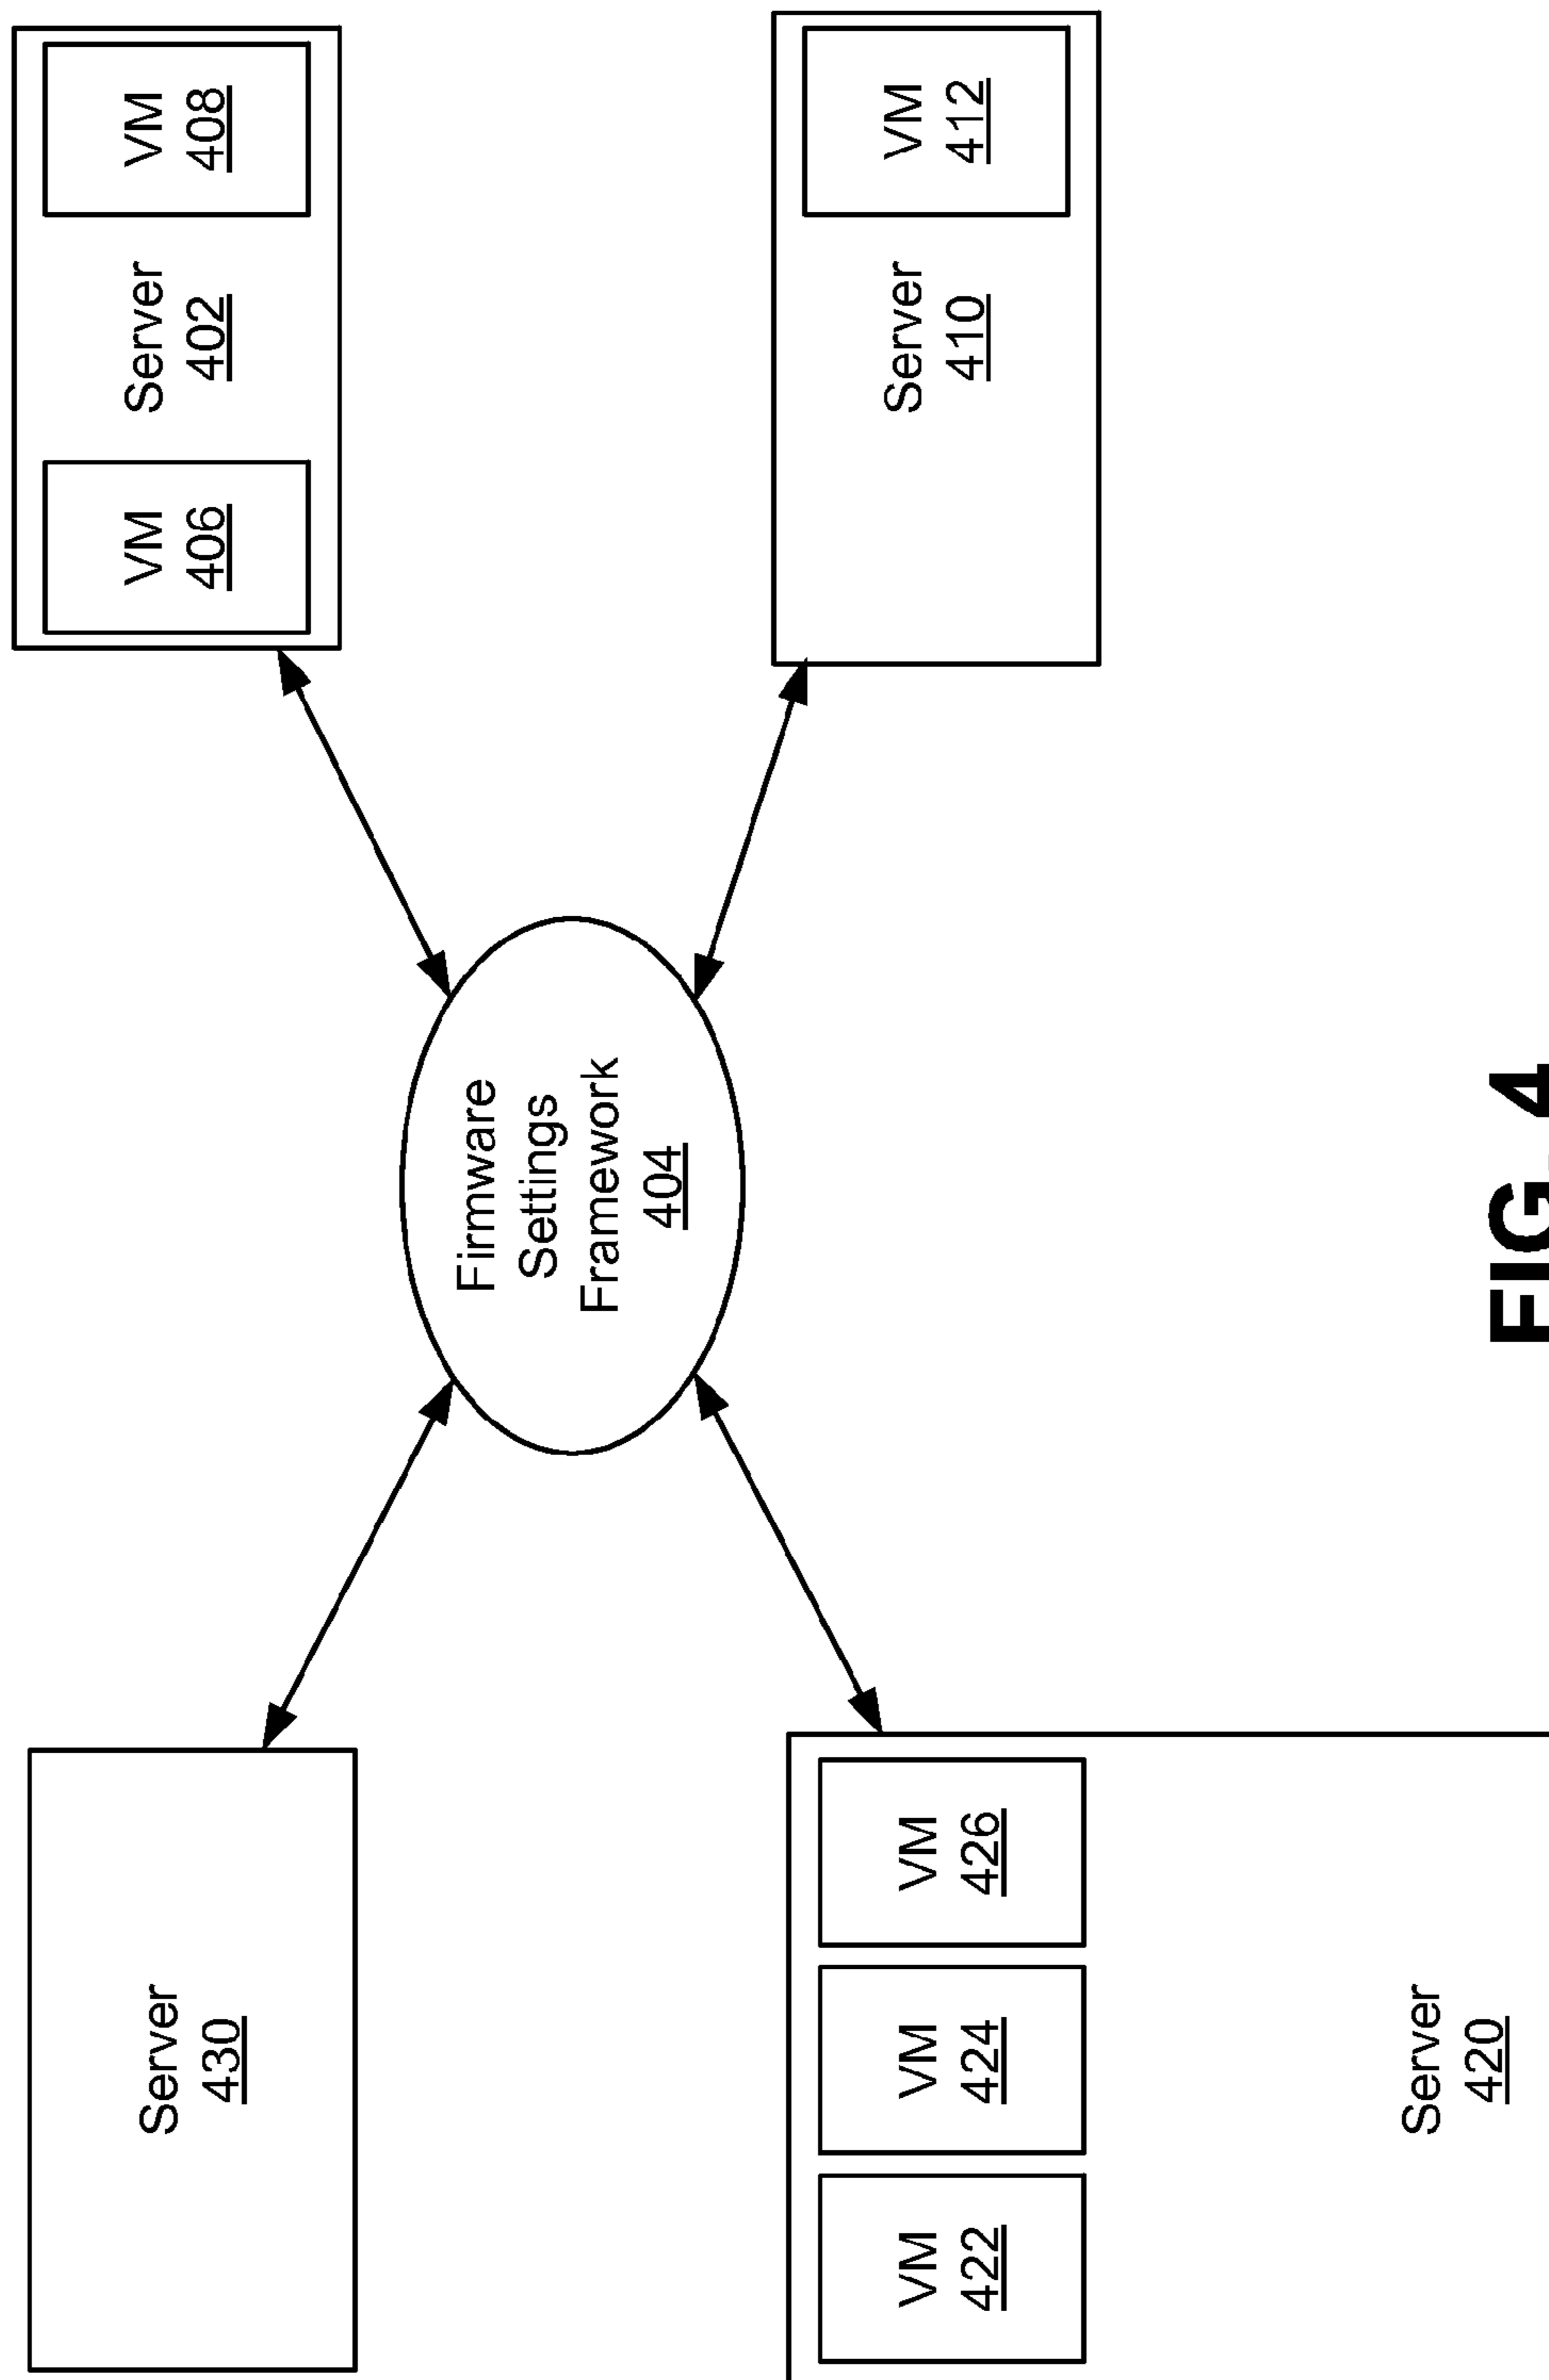 Server
430
VM
406
Server
402
VM
408
Firmware
Settings
Framework
404
VM
422
VM
424
VM
426
Server
420
Server
410
VM
412
FIG. 4